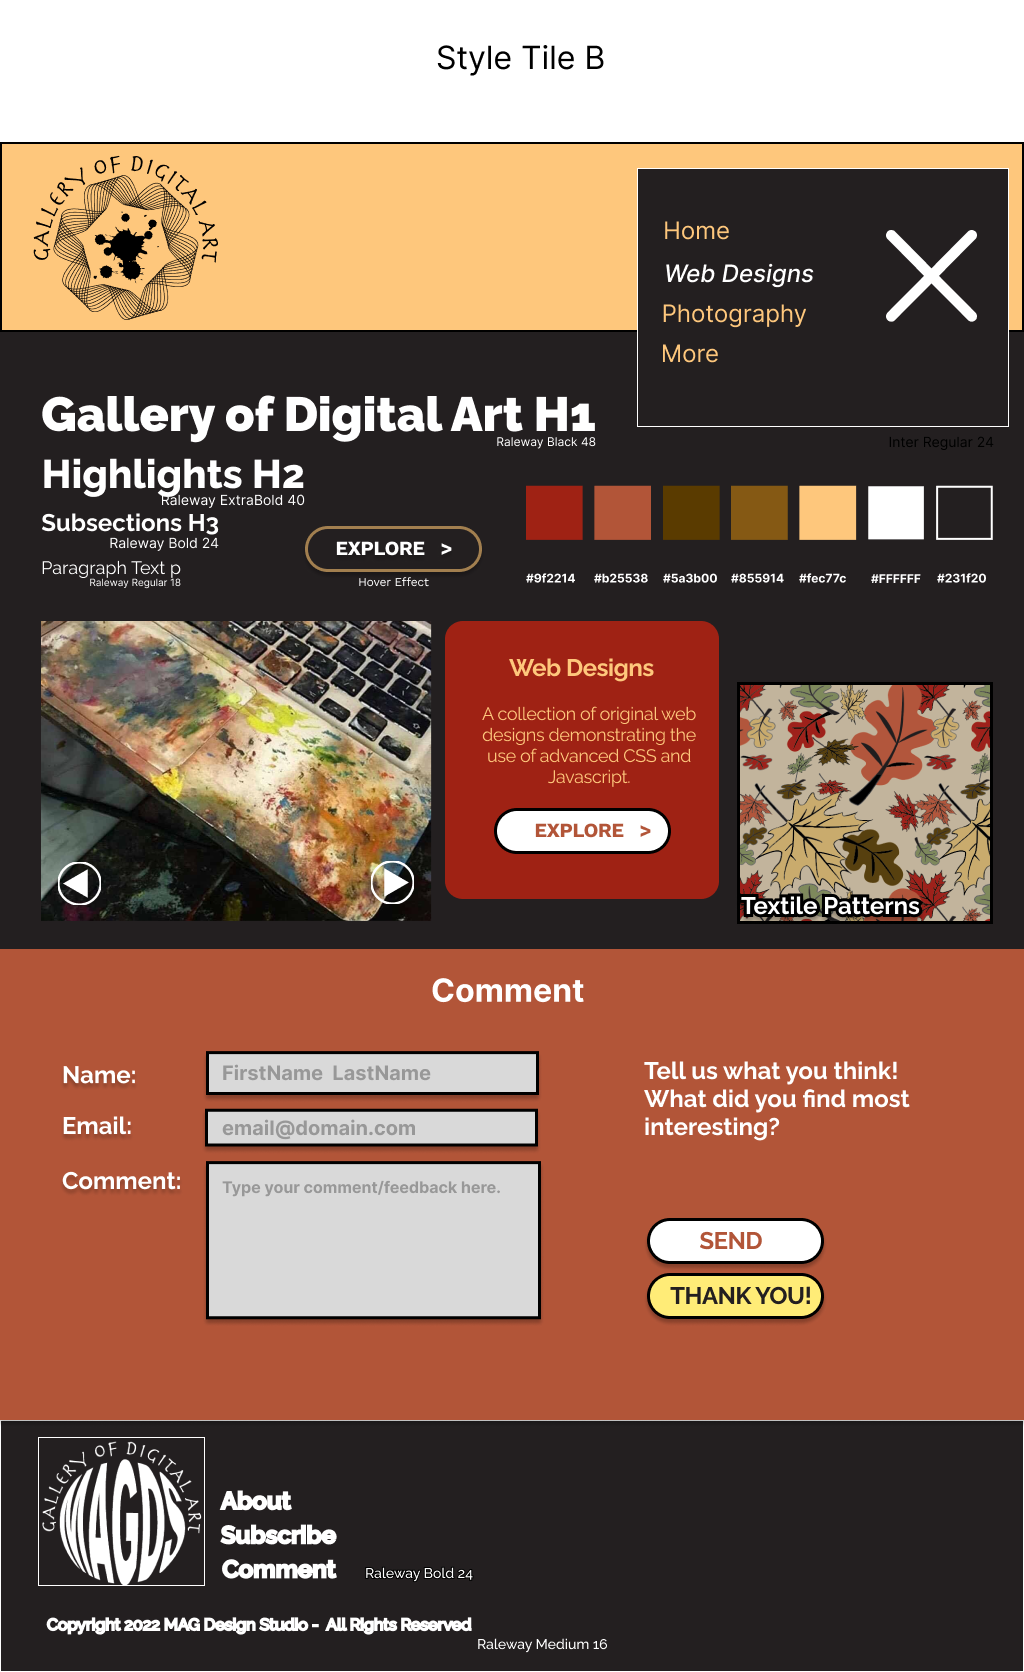 Style Tile B
GALLERY OF DIGITAL ART
Home
Web Designs
Photography
More
Gallery of Digital Art H1
Raleway Black 48
Inter Regular 24
Highlights H2
Raleway ExtraBold 40
Subsections H3
Raleway Bold 24
Paragraph Text p
Raleway Regular 18
EXPLORE >
Hover Effect
#9f2214 #b25538 #5a3b00 #855914 #fec77c #FFFFFF #231f20
Web Designs
A collection of original web
designs demonstrating the
use of advanced CSS and
Javascript.
EXPLORE >
Textile Patterns
Comment
Name:
FirstName LastName
Email:
email@domain.com
Comment:
Type your comment/feedback here.
Tell us what you think!
What did you find most
interesting?
SEND
THANK YOU!
GALLERY OF DIGITAL ART
MAGDS
About
Subscribe
Comment
Raleway Bold 24
Copyright 2022 MAG Design Studio - All Rights Reserved
Raleway Medium 16